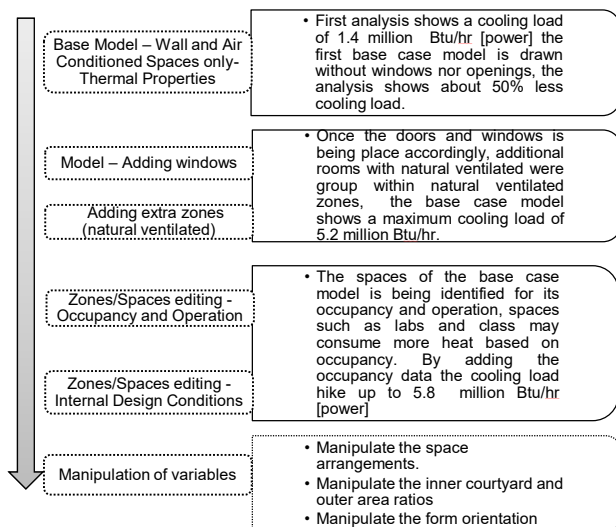 Base Model – Wall and Air
Conditioned Spaces only-
Thermal Properties
• First analysis shows a cooling load
of 1.4 million Btu/hr [power] the
first base case model is drawn
without windows nor openings, the
analysis shows about 50% less
cooling load.
Model – Adding windows
Adding extra zones
(natural ventilated)
• Once the doors and windows is
being place accordingly, additional
rooms with natural ventilated were
group within natural ventilated
zones, the base case model
shows a maximum cooling load of
5.2 million Btu/hr.
Zones/Spaces editing -
Occupancy and Operation
Zones/Spaces editing -
Internal Design Conditions
• The spaces of the base case
model is being identified for its
occupancy and operation, spaces
such as labs and class may
consume more heat based on
occupancy. By adding the
occupancy data the cooling load
hike up to 5.8 million Btu/hr
[power]
Manipulation of variables
• Manipulate the space
arrangements.
• Manipulate the inner courtyard and
outer area ratios
• Manipulate the form orientation